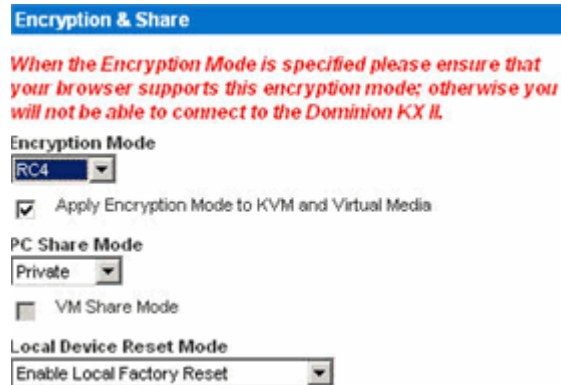 Encryption & Share
When the Encryption Mode is specified please ensure that
your browser supports this encryption mode; otherwise you
will not be able to connect to the Dominion KX II.
Encryption Mode
RC4
Apply Encryption Mode to KVM and Virtual Media
PC Share Mode
Private
VM Share Mode
Local Device Reset Mode
Enable Local Factory Reset